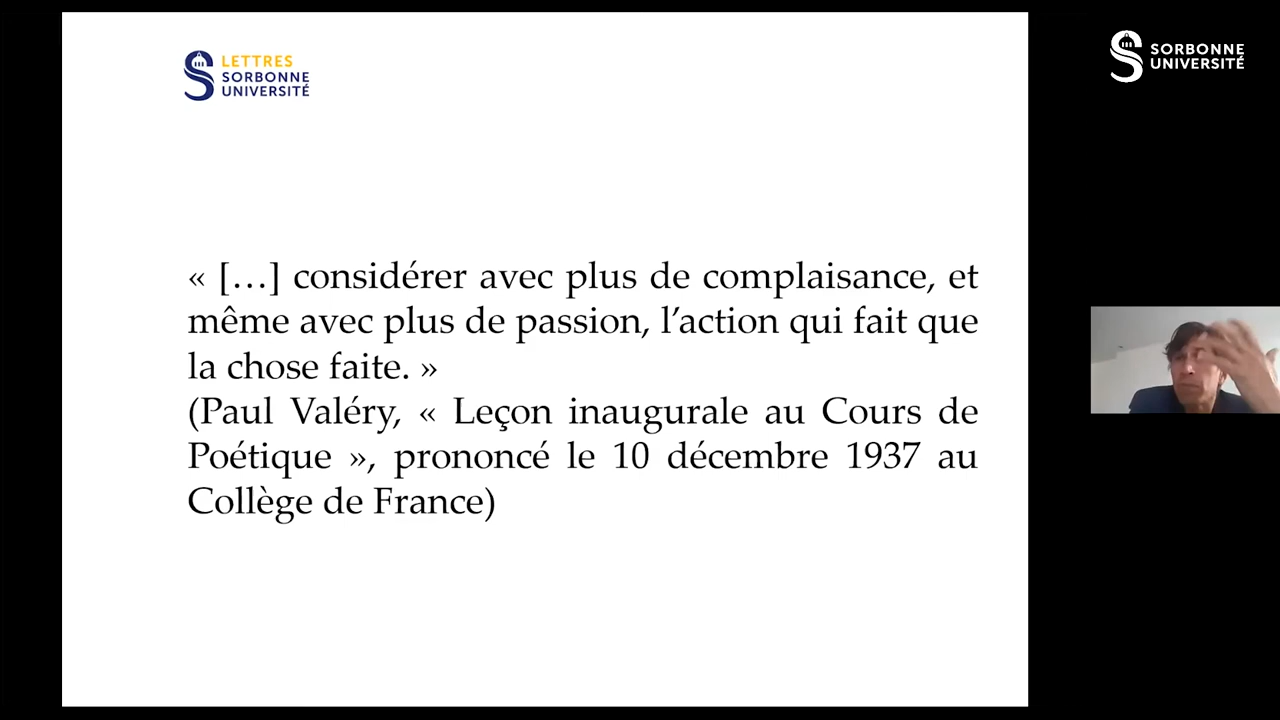 LETTRES
SORBONNE
UNIVERSITÉ
SORBONNE
UNIVERSITÉ
« […] considérer avec plus de complaisance, et
même avec plus de passion, l’action qui fait que
la chose faite. »
(Paul Valéry, « Leçon inaugurale au Cours de
Poétique », prononcé le 10 décembre 1937 au
Collège de France)